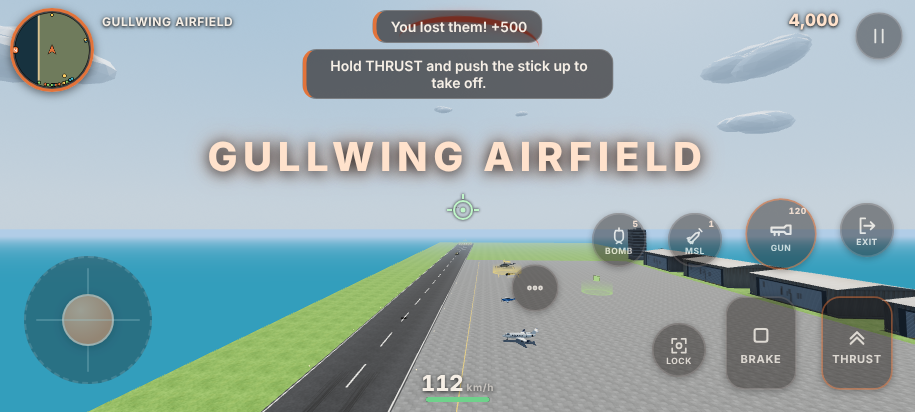 GULLWING AIRFIELD
You lost them! +500
4,000
Hold THRUST and push the stick up to
take off.
GULLWING AIRFIELD
5
BOMB
1
MSL
120
GUN
EXIT
LOCK
BRAKE
THRUST
112 km/h